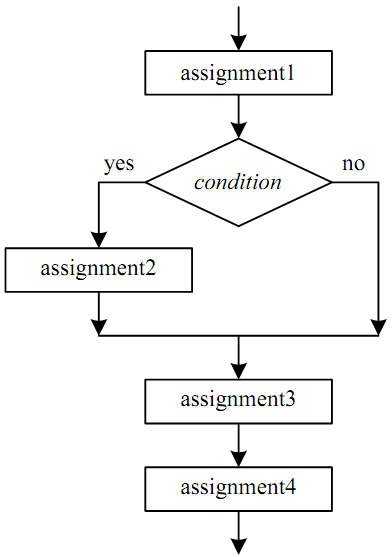 assignment1
yes
no
condition
assignment2
assignment3
assignment4